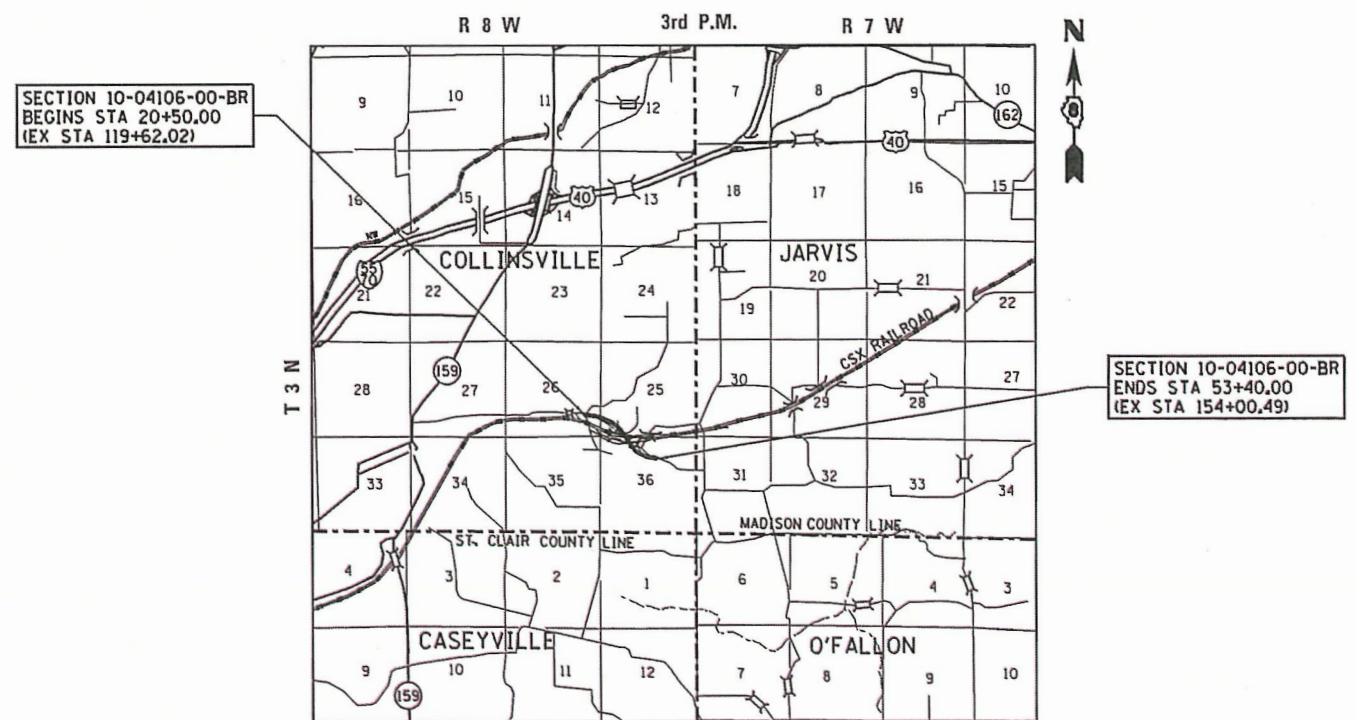 R 8 W 3rd P.M. R 7 W
N
8
SECTION 10-04106-00-BR
BEGINS STA 20+50.00
(EX STA 119+62.02)
9 10 11 12 7 8 9 10
162
40
16 15 14 40 13 18 17 16 15
NW
COLLINSVILLE JARVIS
55
70
21 22 23 24 19 20 21 22
CSX RAILROAD
T 3 N
159
28 27 26 25 30 29 28 27
SECTION 10-04106-00-BR
ENDS STA 53+40.00
(EX STA 154+00.49)
33 34 35 36 31 32 33 34
MADISON COUNTY LINE
ST. CLAIR COUNTY LINE
4 3 2 1 6 5 4 3
CASEYVILLE O'FALLON
9 10 11 12 7 8 9 10
159